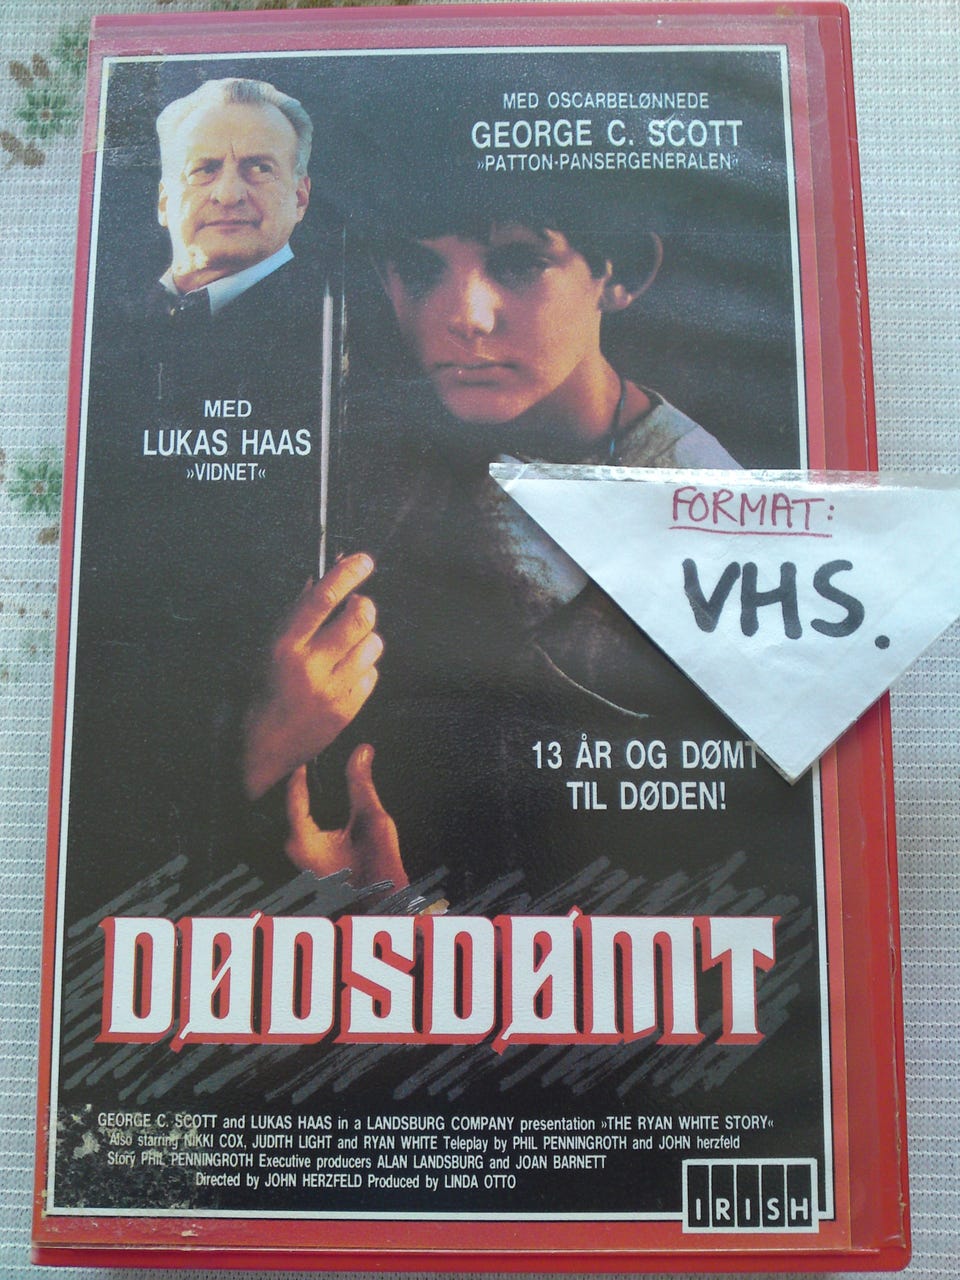 MED OSCARBELØNNEDE
GEORGE C. SCOTT
»PATTON-PANSERGENERALEN«
MED
LUKAS HAAS
»VIDNET«
FORMAT:
VHS.
13 ÅR OG DØMT
TIL DØDEN!
DØDSDØMT
GEORGE C. SCOTT and LUKAS HAAS in a LANDSBURG COMPANY presentation »THE RYAN WHITE STORY«
Also starring NIKKI COX, JUDITH LIGHT and RYAN WHITE Teleplay by PHIL PENNINGROTH and JOHN herzfeld
Story PHIL PENNINGROTH Executive producers ALAN LANDSBURG and JOAN BARNETT
Directed by JOHN HERZFELD Produced by LINDA OTTO
IRISH